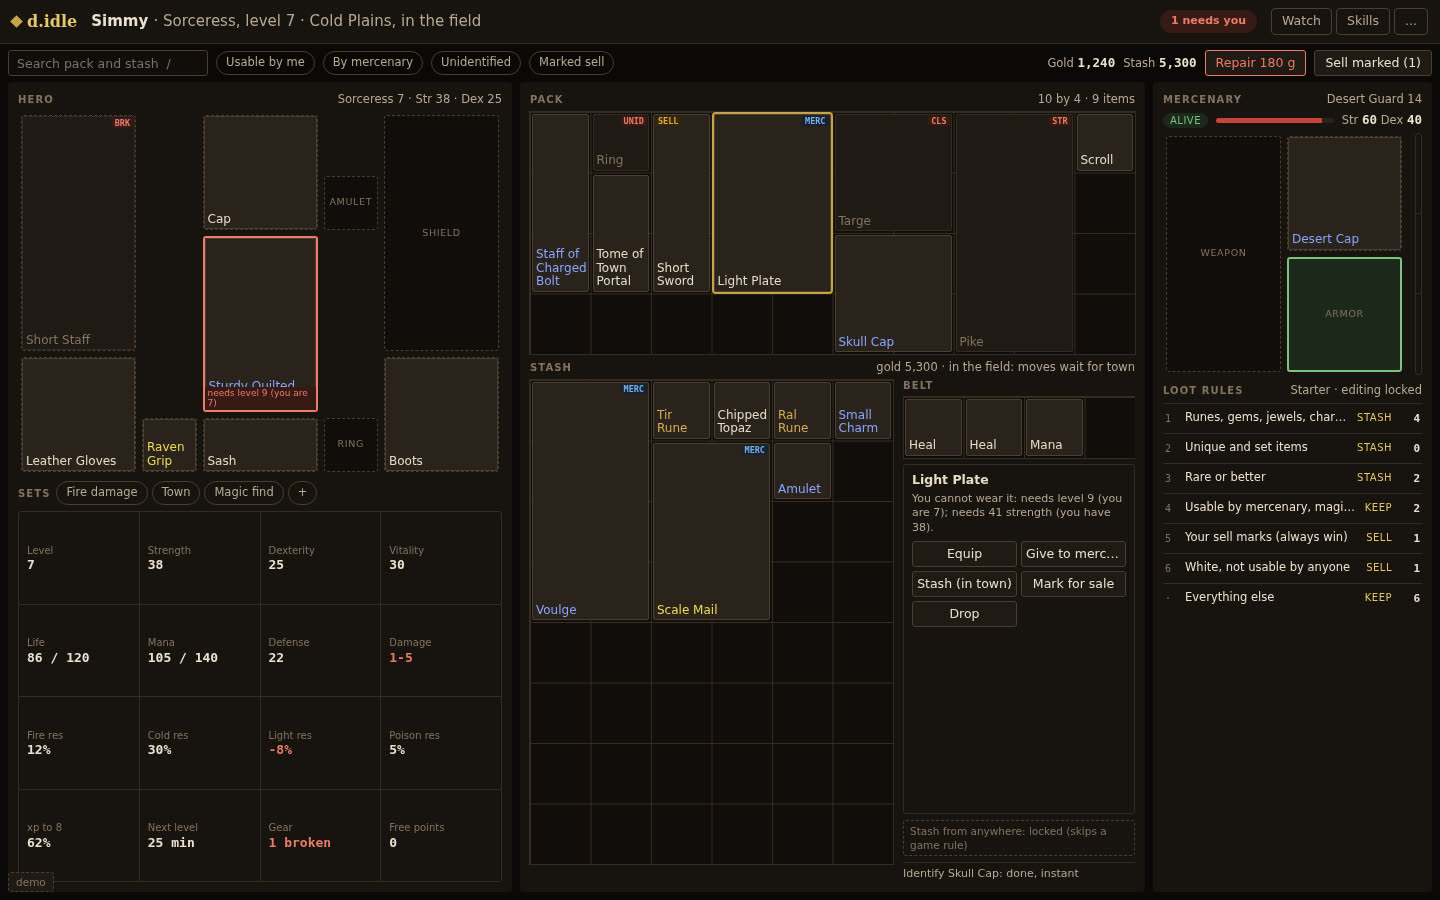 ◆ d.idle Simmy · Sorceress, level 7 · Cold Plains, in the field 1 needs you Watch Skills ...
Search pack and stash / Usable by me By mercenary Unidentified Marked sell Gold 1,240 Stash 5,300 Repair 180 g Sell marked (1)
HERO Sorceress 7 · Str 38 · Dex 25
BRK
Short Staff
Cap
AMULET
SHIELD
Sturdy Quilted
needs level 9 (you are
7)
Leather Gloves
Raven
Grip
Sash
RING
Boots
SETS Fire damage Town Magic find +
Level Strength Dexterity Vitality
7 38 25 30
Life Mana Defense Damage
86 / 120 105 / 140 22 1-5
Fire res Cold res Light res Poison res
12% 30% -8% 5%
xp to 8 Next level Gear Free points
62% 25 min 1 broken 0
demo
PACK 10 by 4 · 9 items
Staff of
Charged
Bolt
UNID
Ring
Tome of
Town
Portal
SELL
Short
Sword
MERC
Light Plate
CLS
Targe
Skull Cap
STR
Pike
Scroll
STASH gold 5,300 · in the field: moves wait for town
MERC
Voulge
Tir
Rune
Chipped
Topaz
Ral
Rune
Small
Charm
MERC
Scale Mail
Amulet
BELT
Heal Heal Mana
Light Plate
You cannot wear it: needs level 9 (you
are 7); needs 41 strength (you have
38).
Equip Give to merc...
Stash (in town) Mark for sale
Drop
Stash from anywhere: locked (skips a
game rule)
Identify Skull Cap: done, instant
MERCENARY Desert Guard 14
ALIVE Str 60 Dex 40
WEAPON
Desert Cap
ARMOR
LOOT RULES Starter · editing locked
1 Runes, gems, jewels, char... STASH 4
2 Unique and set items STASH 0
3 Rare or better STASH 2
4 Usable by mercenary, magi... KEEP 2
5 Your sell marks (always win) SELL 1
6 White, not usable by anyone SELL 1
· Everything else KEEP 6